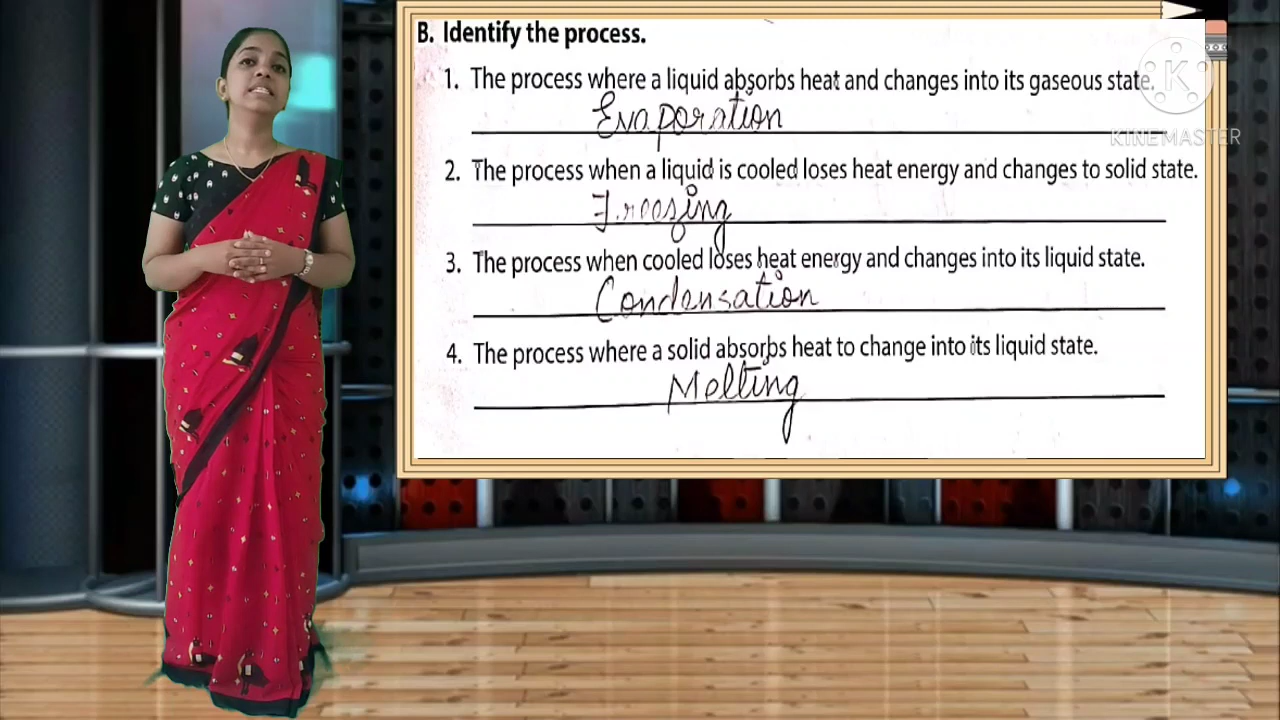 B. Identify the process.
1. The process where a liquid absorbs heat and changes into its gaseous state.
Evaporation
2. The process when a liquid is cooled loses heat energy and changes to solid state.
Freezing
3. The process when cooled loses heat energy and changes into its liquid state.
Condensation
4. The process where a solid absorbs heat to change into its liquid state.
Melting
K
KINEMASTER